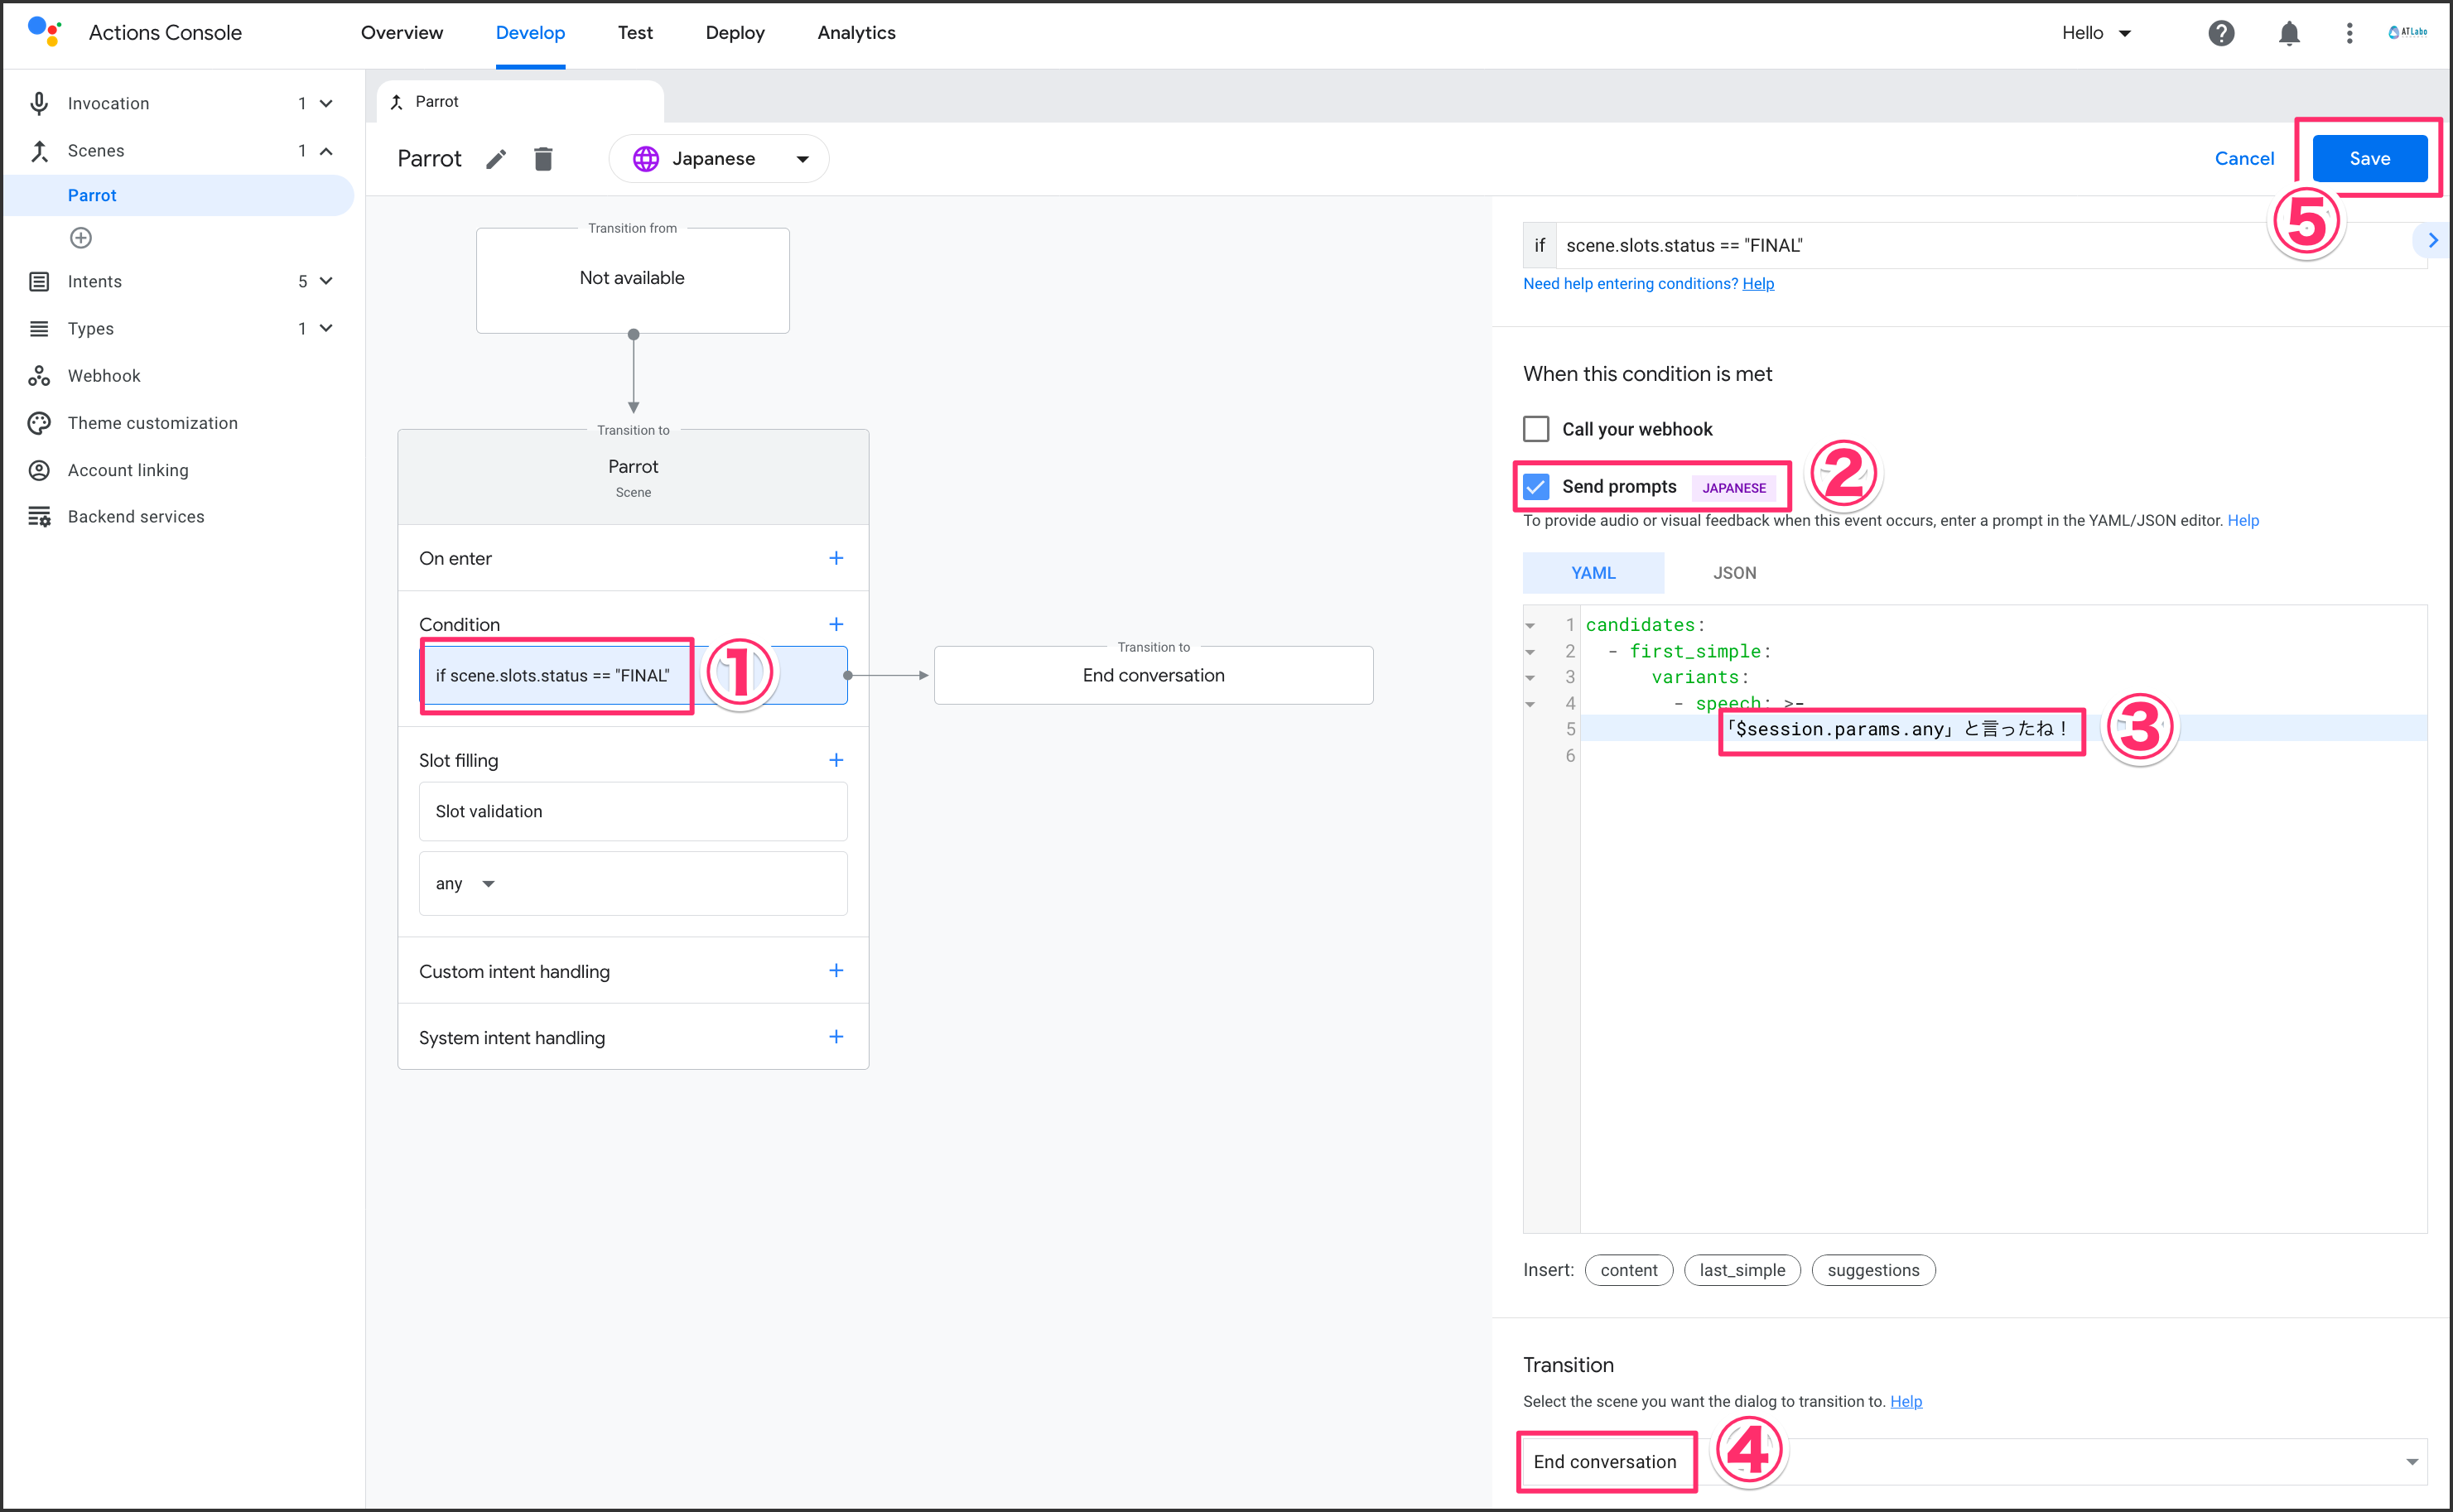 Actions Console
Overview
Develop
Test
Deploy
Analytics
Hello
ATLabo
Invocation 1
Scenes 1
Parrot
Intents 5
Types 1
Webhook
Theme customization
Account linking
Backend services
Parrot
Parrot
Japanese
Cancel
Save
⑤
Transition from
Not available
Transition to
Parrot
Scene
On enter
Condition
if scene.slots.status == "FINAL"
①
Transition to
End conversation
Slot filling
Slot validation
any
Custom intent handling
System intent handling
if scene.slots.status == "FINAL"
Need help entering conditions? Help
When this condition is met
Call your webhook
Send prompts JAPANESE
②
To provide audio or visual feedback when this event occurs, enter a prompt in the YAML/JSON editor. Help
YAML JSON
1 candidates:
2 - first_simple:
3 variants:
4 - speech: >-
5 「$session.params.any」と言ったね！
6
③
Insert: content last_simple suggestions
Transition
Select the scene you want the dialog to transition to. Help
End conversation
④